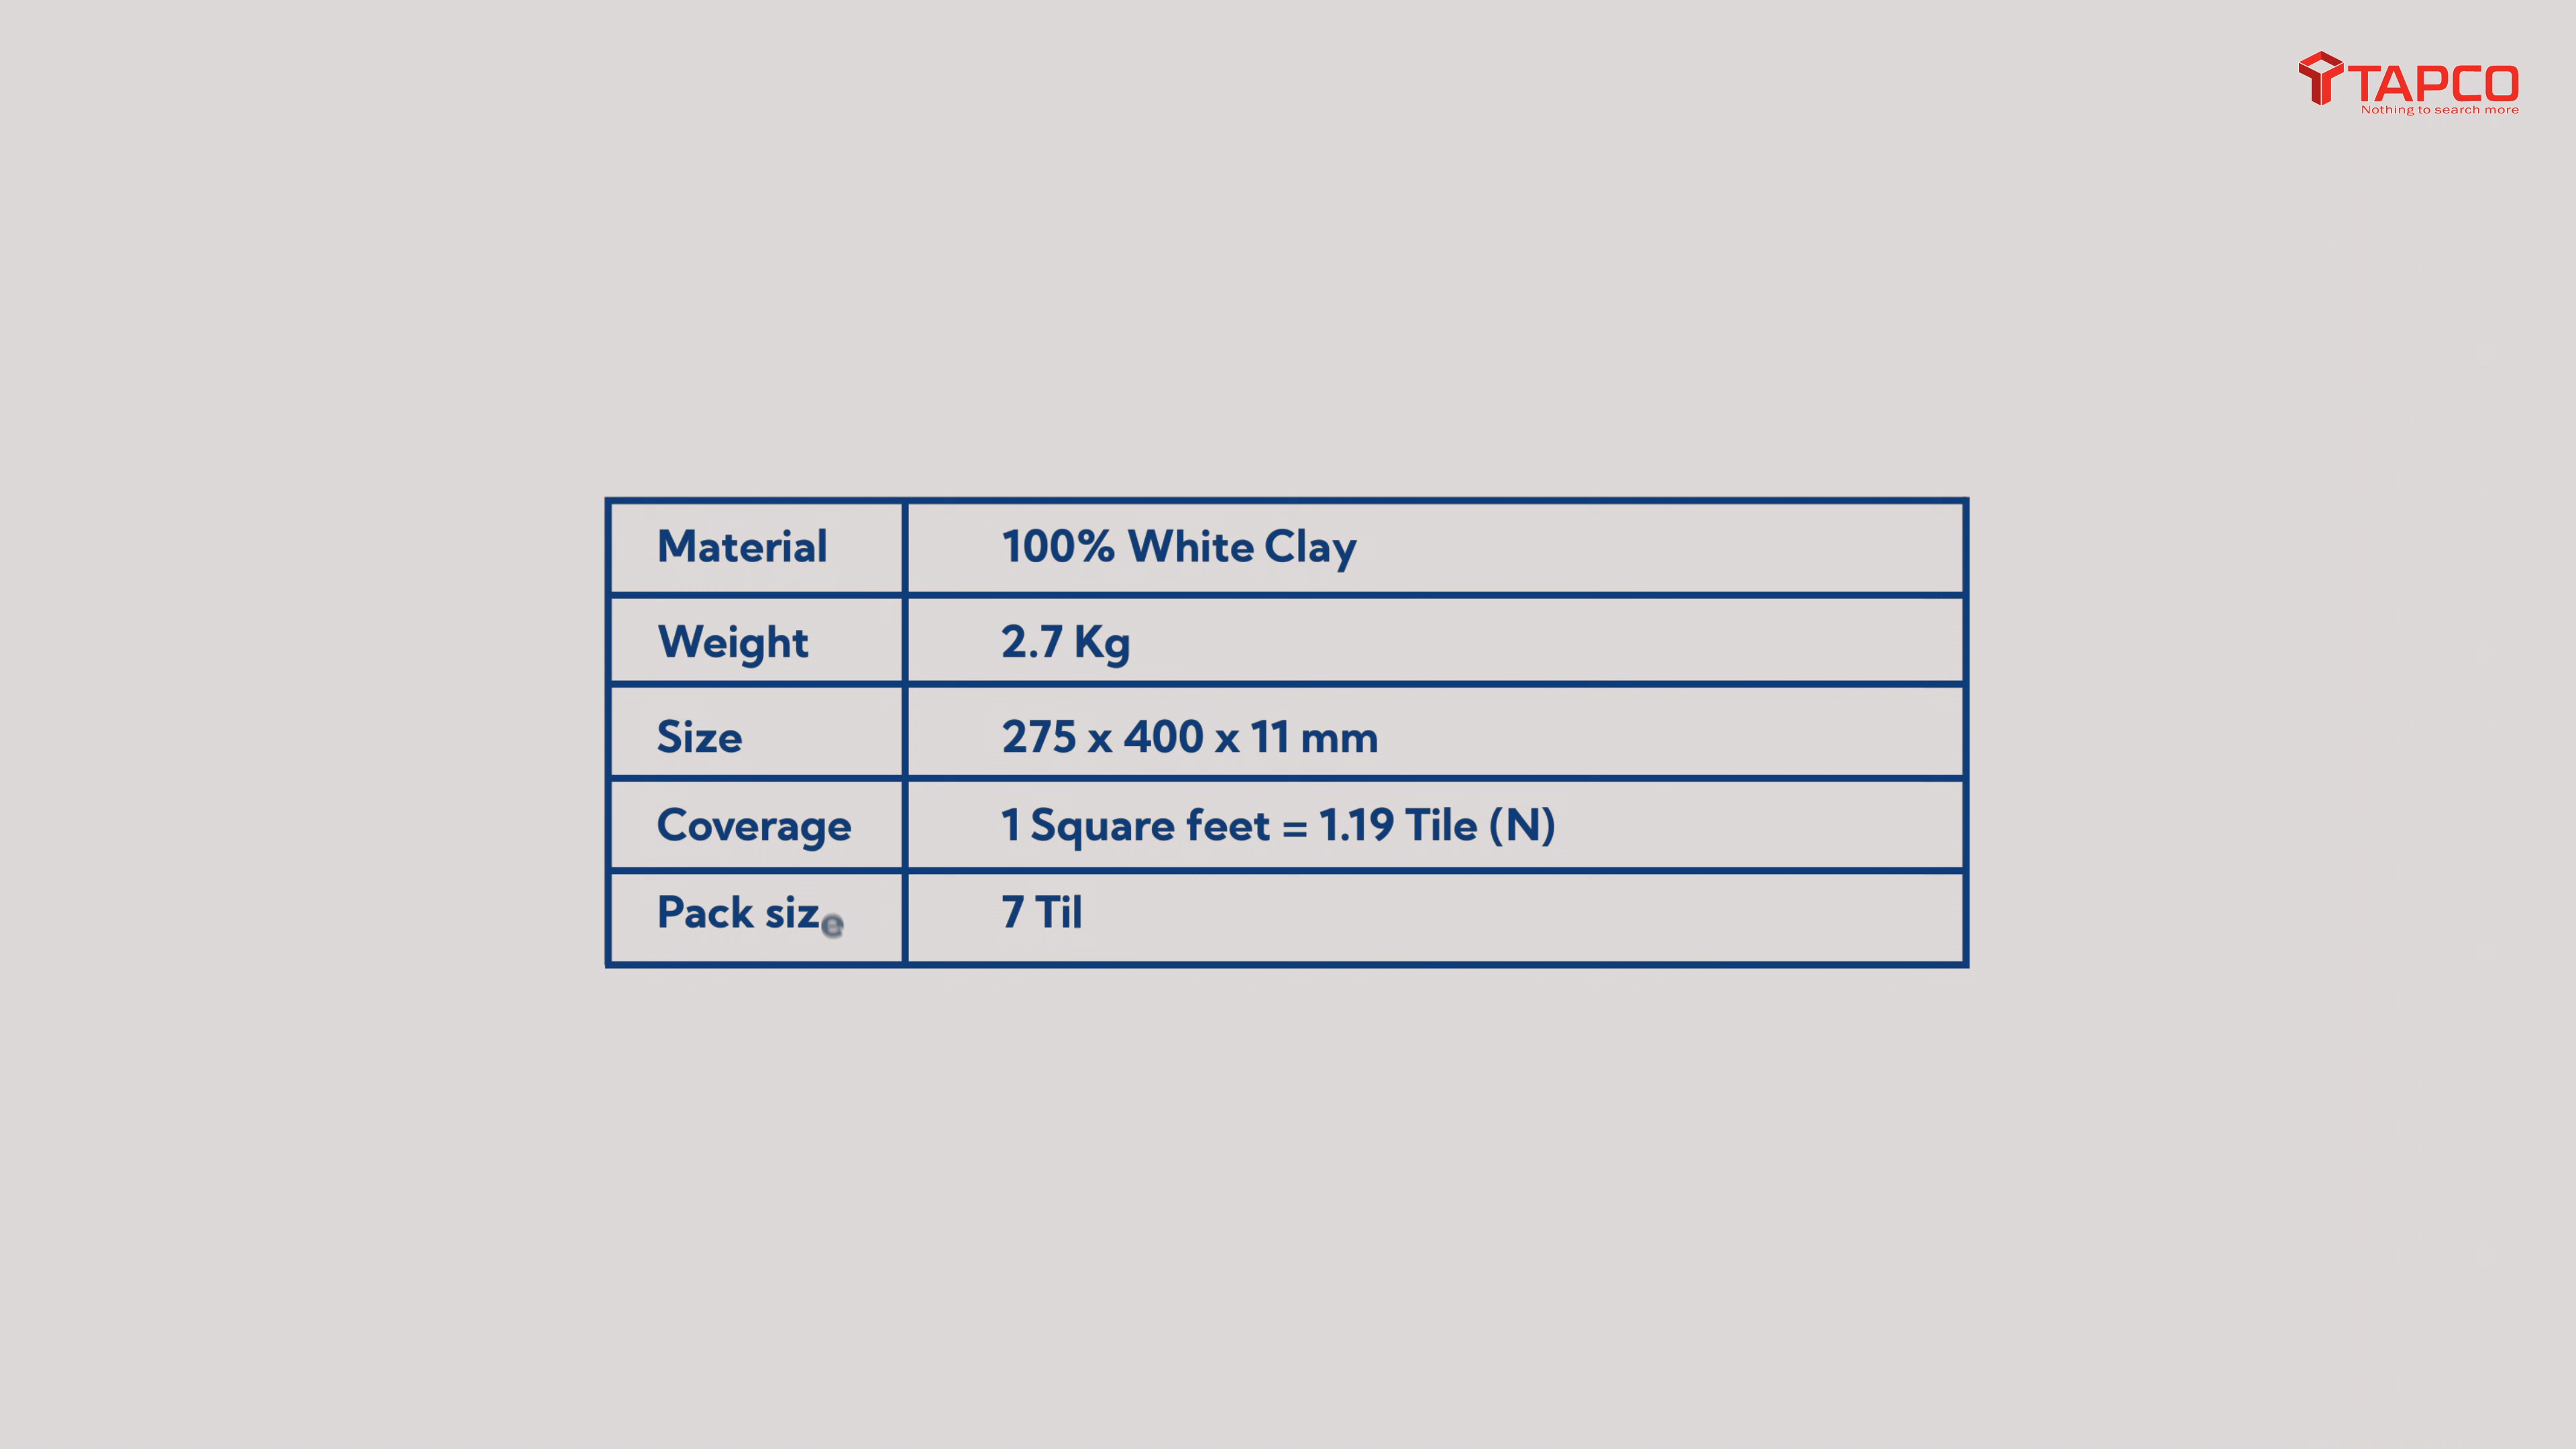 TAPCO
Nothing to search more
Material 100% White Clay
Weight 2.7 Kg
Size 275 x 400 x 11 mm
Coverage 1 Square feet = 1.19 Tile (N)
Pack size 7 Til